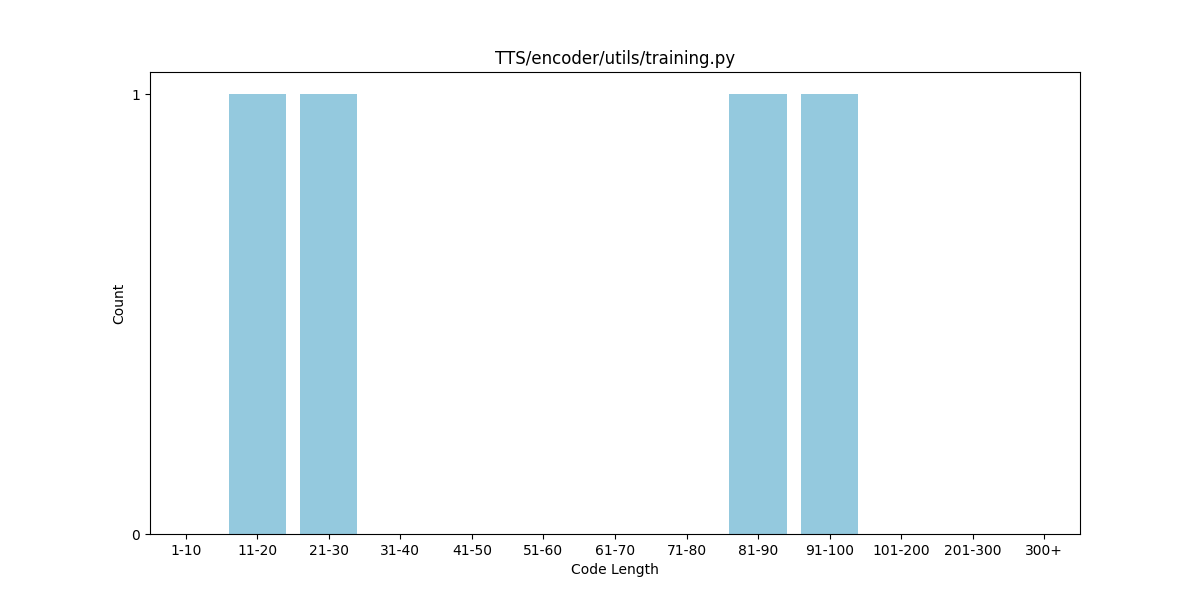 TTS/encoder/utils/training.py
1
Count
0
1-10 11-20 21-30 31-40 41-50 51-60 61-70 71-80 81-90 91-100 101-200 201-300 300+
Code Length